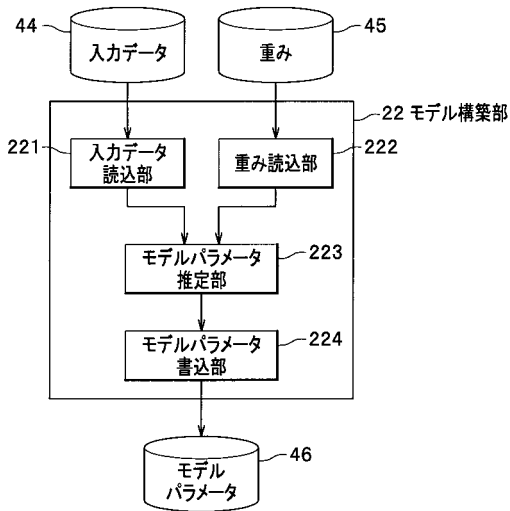 44
入力データ
45
重み
22 モデル構築部
221
入力データ
読込部
重み読込部
222
モデルパラメータ
推定部
223
モデルパラメータ
書込部
224
モデル
パラメータ
46